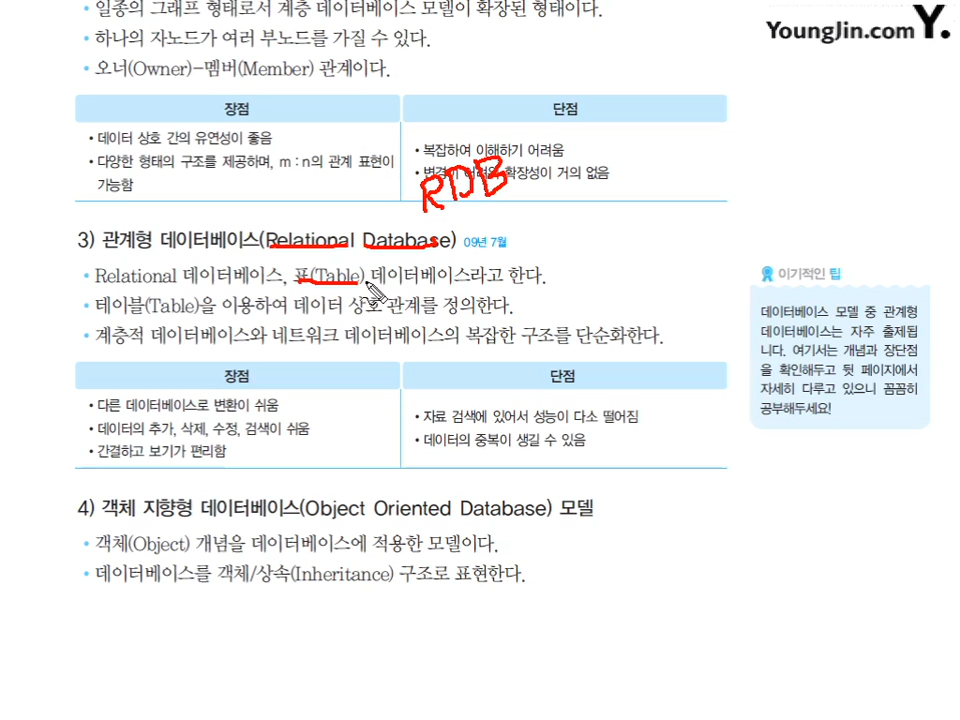 • 일종의 그래프 형태로서 계층 데이터베이스 모델이 확장된 형태이다.
YoungJin.com Y.
• 하나의 자노드가 여러 부노드를 가질 수 있다.
• 오너(Owner)-멤버(Member) 관계이다.
장점
단점
• 데이터 상호 간의 유연성이 좋음
• 다양한 형태의 구조를 제공하며, m : n의 관계 표현이
가능함
• 복잡하여 이해하기 어려움
• 변경이 어려워 확장성이 거의 없음
RDB
3) 관계형 데이터베이스(Relational Database) 09년 7월
• Relational 데이터베이스, 표(Table) 데이터베이스라고 한다.
• 테이블(Table)을 이용하여 데이터 상호 관계를 정의한다.
• 계층적 데이터베이스와 네트워크 데이터베이스의 복잡한 구조를 단순화한다.
장점
단점
• 다른 데이터베이스로 변환이 쉬움
• 데이터의 추가, 삭제, 수정, 검색이 쉬움
• 간결하고 보기가 편리함
• 자료 검색에 있어서 성능이 다소 떨어짐
• 데이터의 중복이 생길 수 있음
이기적인 팁
데이터베이스 모델 중 관계형
데이터베이스는 자주 출제됩
니다. 여기서는 개념과 장단점
을 확인해두고 뒷 페이지에서
자세히 다루고 있으니 꼼꼼히
공부해두세요!
4) 객체 지향형 데이터베이스(Object Oriented Database) 모델
• 객체(Object) 개념을 데이터베이스에 적용한 모델이다.
• 데이터베이스를 객체/상속(Inheritance) 구조로 표현한다.